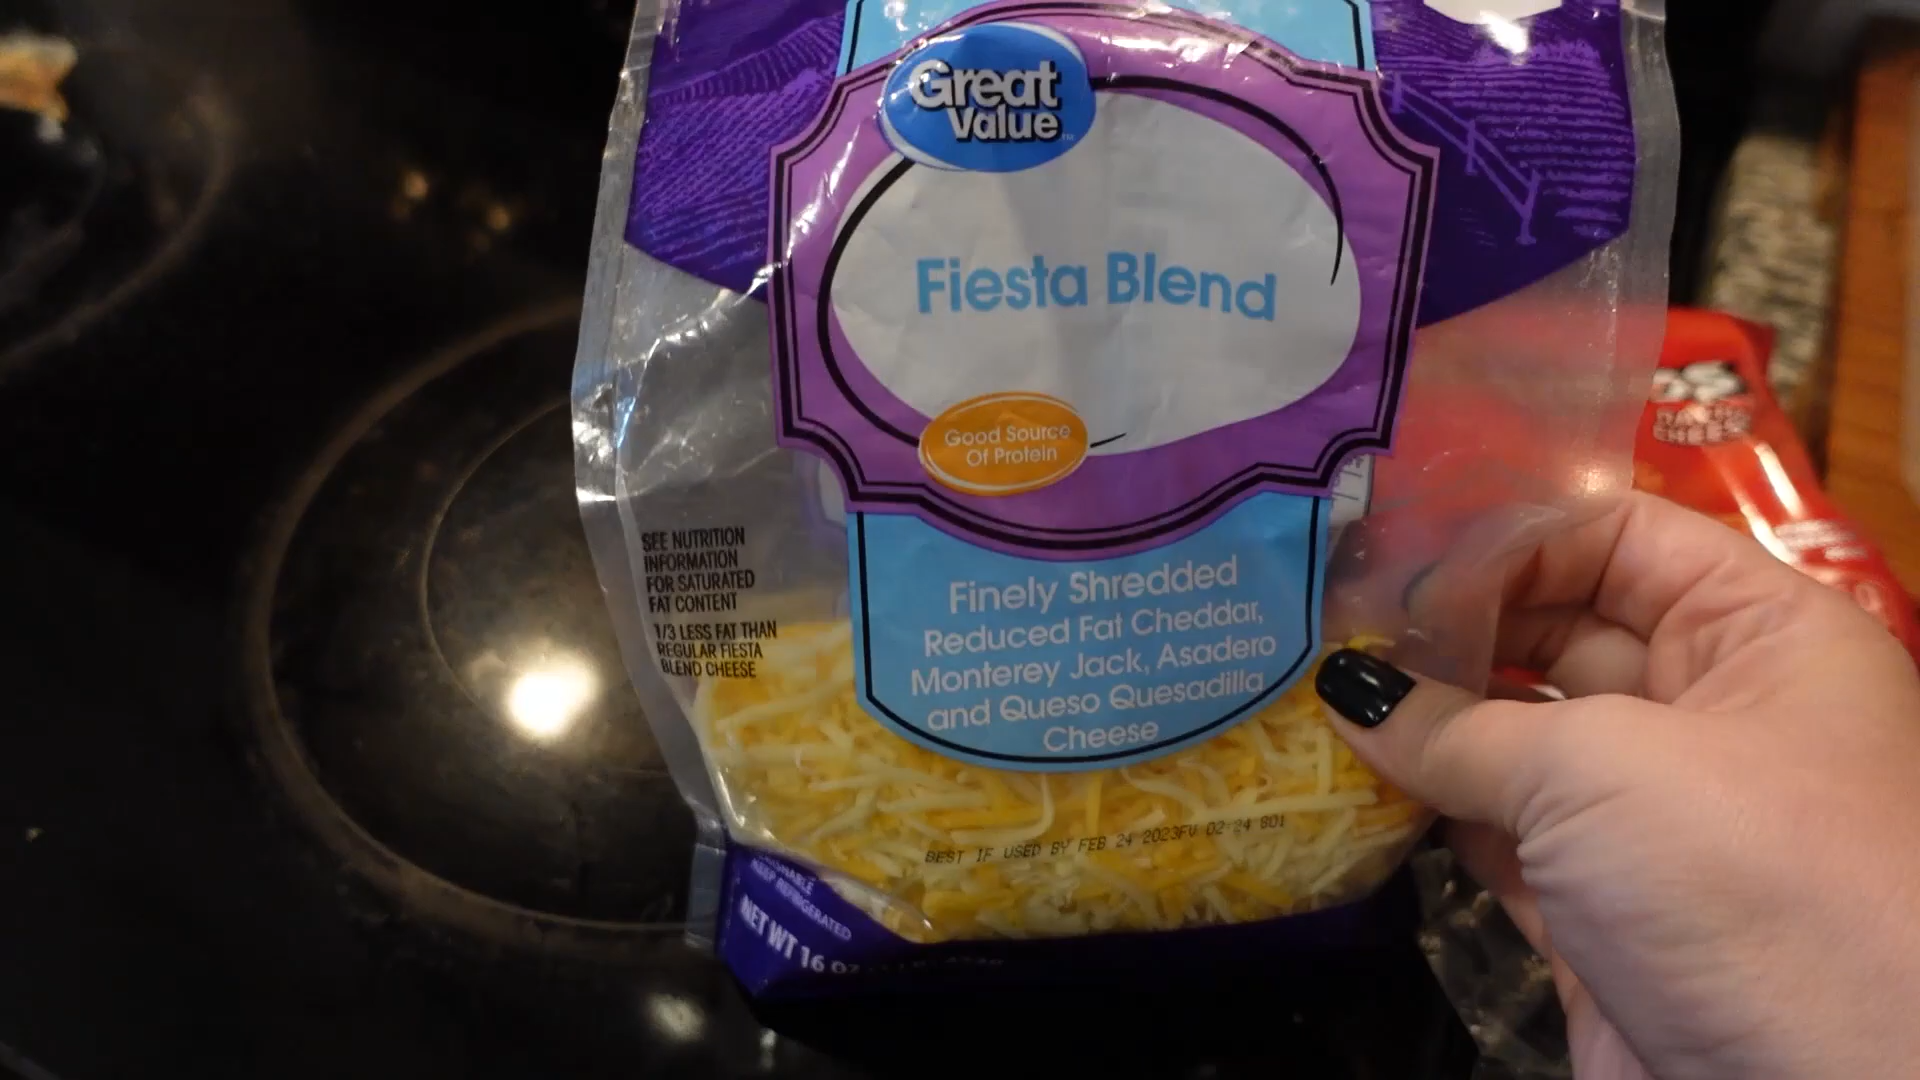 Great
Value
Fiesta Blend
Good Source
Of Protein
SEE NUTRITION
INFORMATION
FOR SATURATED
FAT CONTENT
1/3 LESS FAT THAN
REGULAR FIESTA
BLEND CHEESE
Finely Shredded
Reduced Fat Cheddar,
Monterey Jack, Asadero
and Queso Quesadilla
Cheese
BEST IF USED BY FEB 24 2023FV 02:24 801
KEEP REFRIGERATED
NET WT 16 OZ
CHEESE